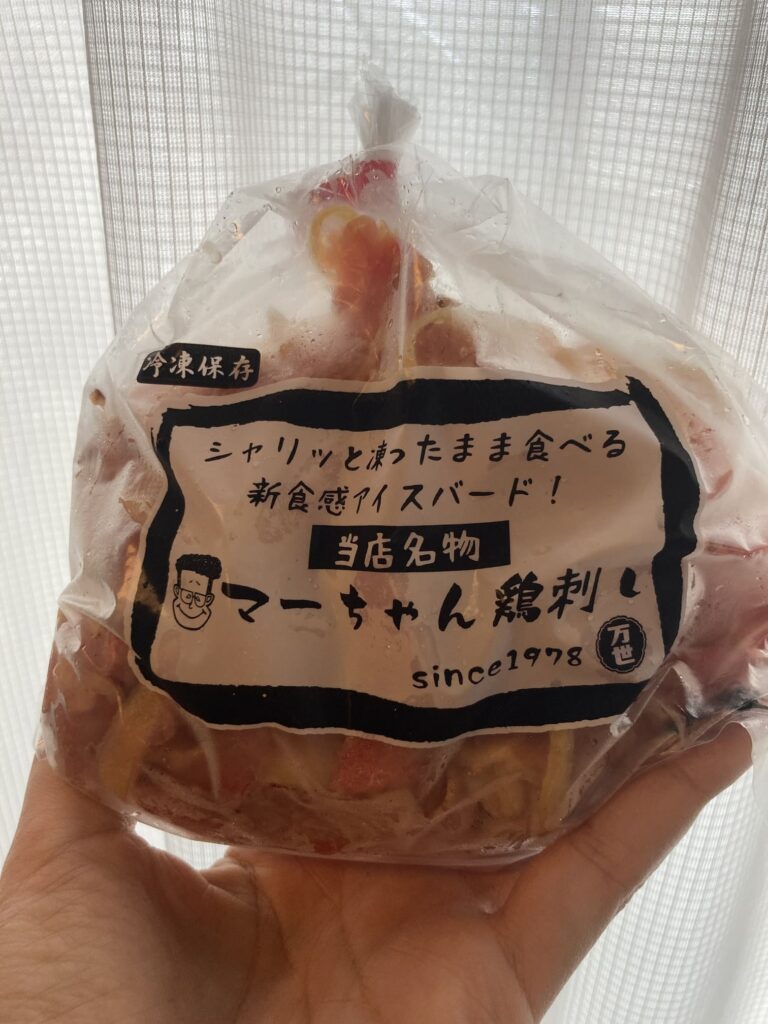 冷凍保存
シャリッと凍ったまま食べる
新食感アイスバード!
当店名物
マーちゃん鶏刺し
since1978
万世